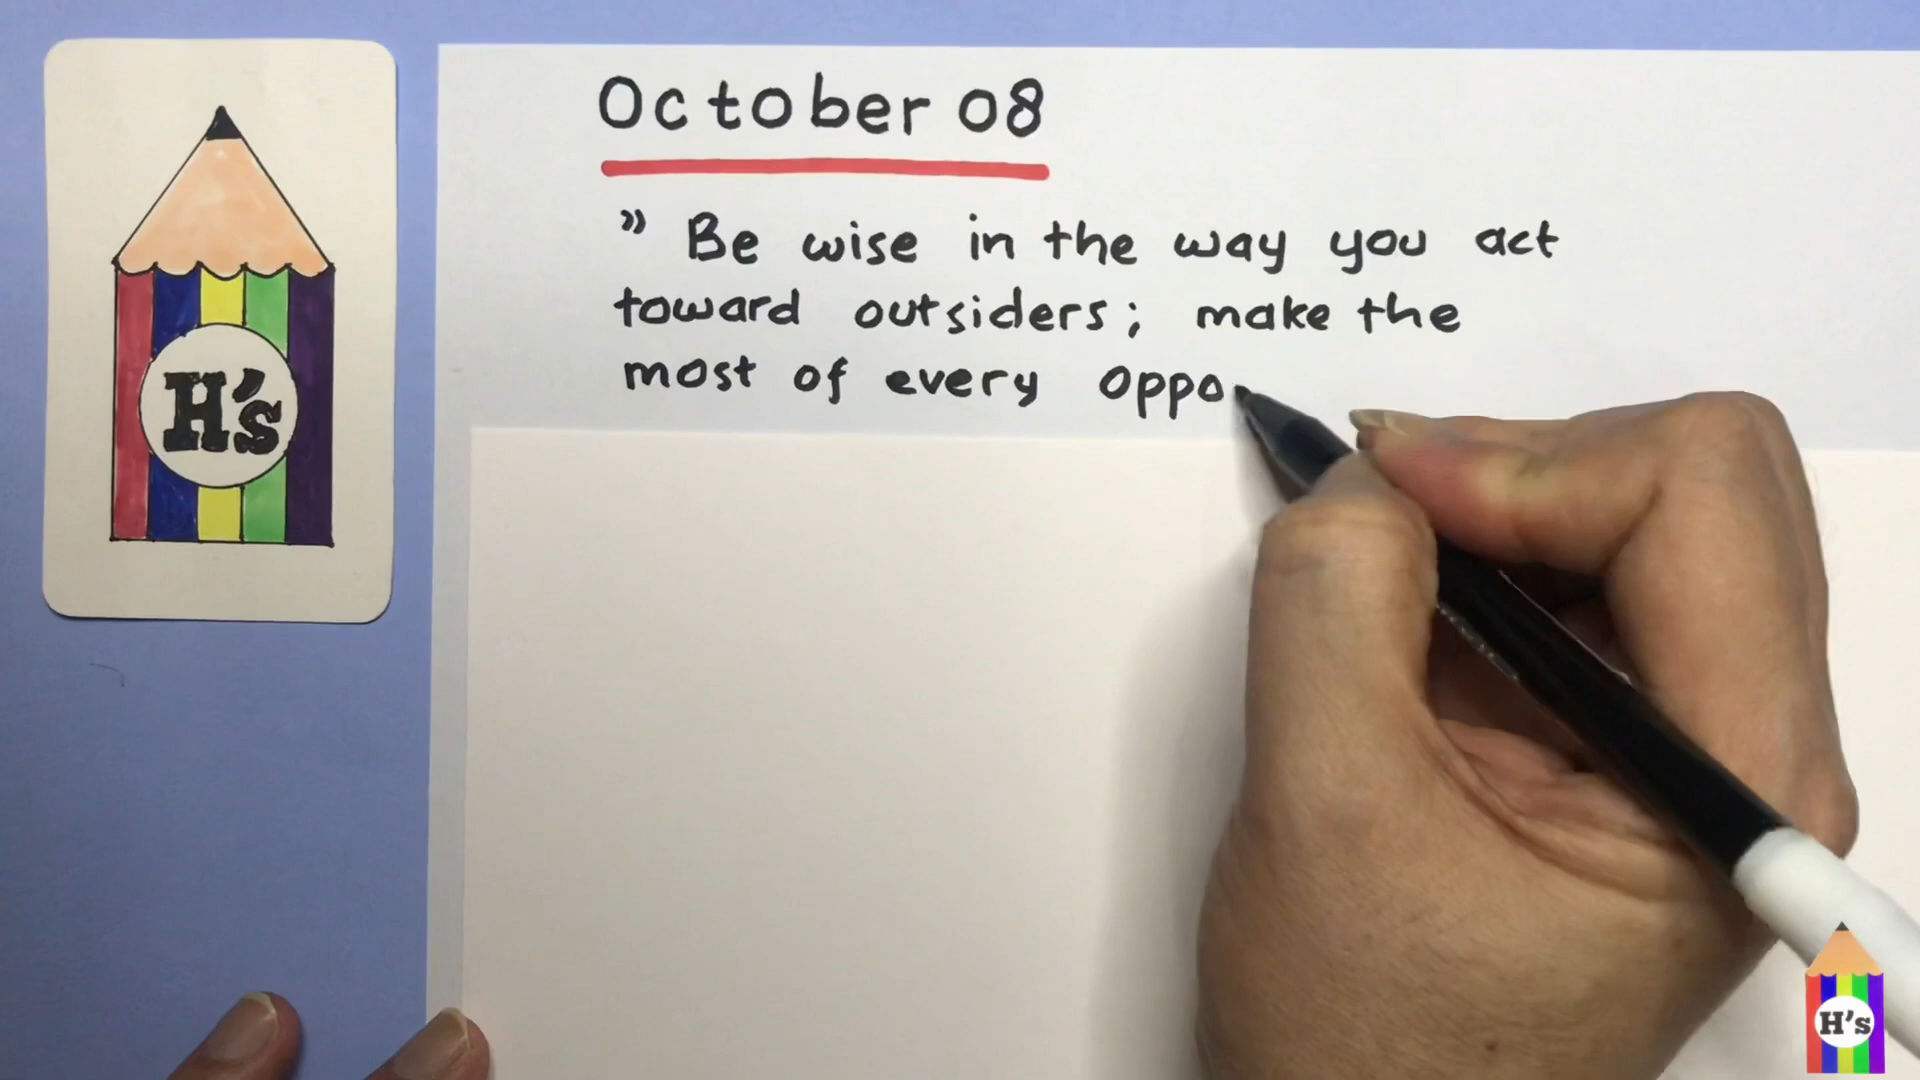 October 08
” Be wise in the way you act
toward outsiders; make the
most of every oppo
H's
H's